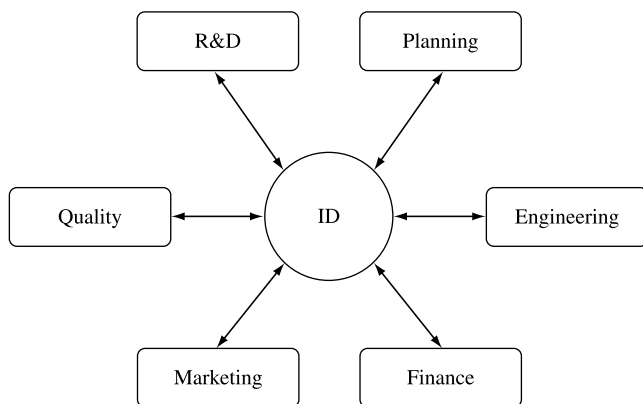 R&D
Planning
Quality
ID
Engineering
Marketing
Finance